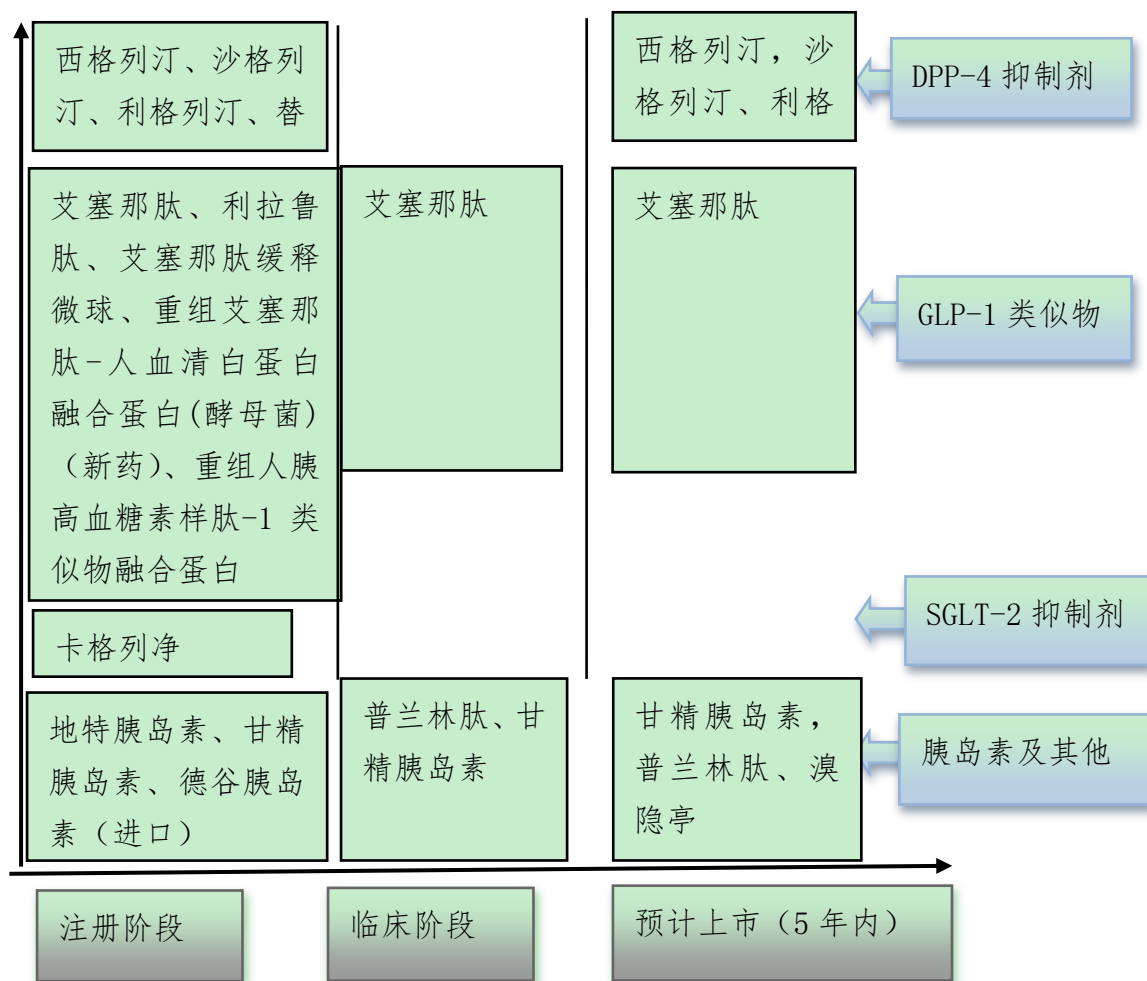 西格列汀、沙格列
汀、利格列汀、替
西格列汀，沙
格列汀、利格
DPP-4 抑制剂
艾塞那肽、利拉鲁
肽、艾塞那肽缓释
微球、重组艾塞那
肽-人血清白蛋白
融合蛋白(酵母菌)
（新药）、重组人胰
高血糖素样肽-1 类
似物融合蛋白
艾塞那肽
艾塞那肽
GLP-1 类似物
卡格列净
SGLT-2 抑制剂
地特胰岛素、甘精
胰岛素、德谷胰岛
素（进口）
普兰林肽、甘
精胰岛素
甘精胰岛素，
普兰林肽、溴
隐亭
胰岛素及其他
注册阶段
临床阶段
预计上市（5 年内）